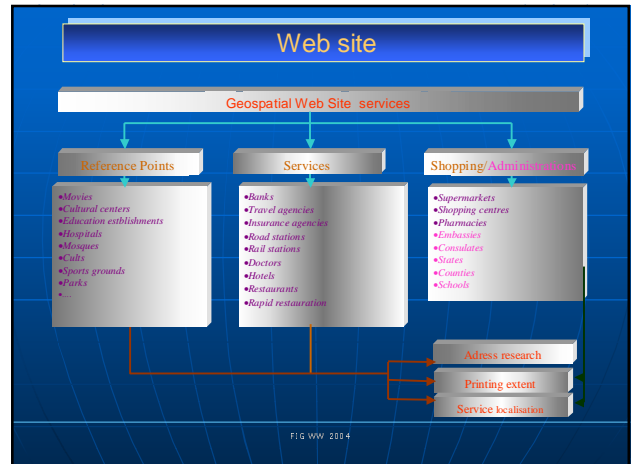 Web site
Geospatial Web Site services
Reference Points
•Movies
•Cultural centers
•Education estblishments
•Hospitals
•Mosques
•Cults
•Sports grounds
•Parks
•....
Services
•Banks
•Travel agencies
•Insurance agencies
•Road stations
•Rail stations
•Doctors
•Hotels
•Restaurants
•Rapid restauration
Shopping/Administrations
•Supermarkets
•Shopping centres
•Pharmacies
•Embassies
•Consulates
•States
•Counties
•Schools
Adress research
Printing extent
Service localisation
FIG WW 2004